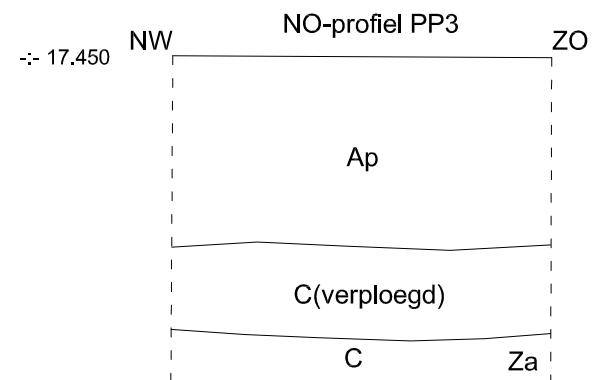 NO-profiel PP3
NW
ZO
-:- 17.450
Ap
C(verploegd)
C
Za